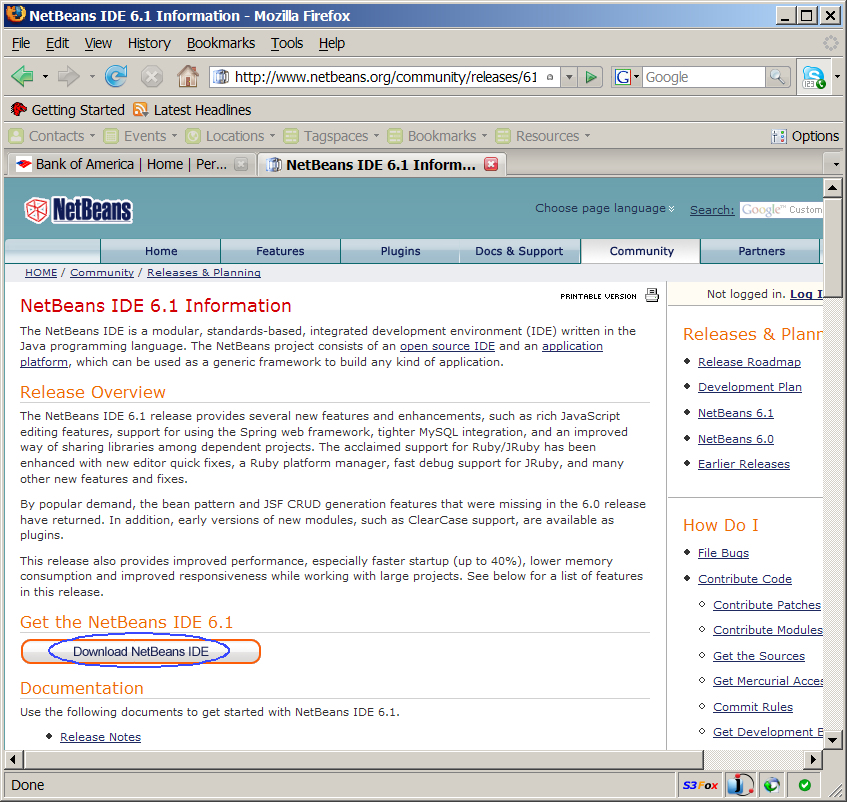 NetBeans IDE 6.1 Information - Mozilla Firefox
File Edit View History Bookmarks Tools Help
http://www.netbeans.org/community/releases/61
G Google
Getting Started Latest Headlines
Contacts Events Locations Tagspaces Bookmarks Resources Options
Bank of America | Home | Per... NetBeans IDE 6.1 Inform...
NetBeans
Choose page language Search: Google™ Custom
Home Features Plugins Docs & Support Community Partners
HOME / Community / Releases & Planning
NetBeans IDE 6.1 Information
PRINTABLE VERSION
The NetBeans IDE is a modular, standards-based, integrated development environment (IDE) written in the
Java programming language. The NetBeans project consists of an open source IDE and an application
platform, which can be used as a generic framework to build any kind of application.
Release Overview
The NetBeans IDE 6.1 release provides several new features and enhancements, such as rich JavaScript
editing features, support for using the Spring web framework, tighter MySQL integration, and an improved
way of sharing libraries among dependent projects. The acclaimed support for Ruby/JRuby has been
enhanced with new editor quick fixes, a Ruby platform manager, fast debug support for JRuby, and many
other new features and fixes.
By popular demand, the bean pattern and JSF CRUD generation features that were missing in the 6.0 release
have returned. In addition, early versions of new modules, such as ClearCase support, are available as
plugins.
This release also provides improved performance, especially faster startup (up to 40%), lower memory
consumption and improved responsiveness while working with large projects. See below for a list of features
in this release.
Get the NetBeans IDE 6.1
Download NetBeans IDE
Documentation
Use the following documents to get started with NetBeans IDE 6.1.
Release Notes
Not logged in. Log I
Releases & Plann
Release Roadmap
Development Plan
NetBeans 6.1
NetBeans 6.0
Earlier Releases
How Do I
File Bugs
Contribute Code
Contribute Patches
Contribute Modules
Get the Sources
Get Mercurial Acces
Commit Rules
Get Development B
Done
S3Fox